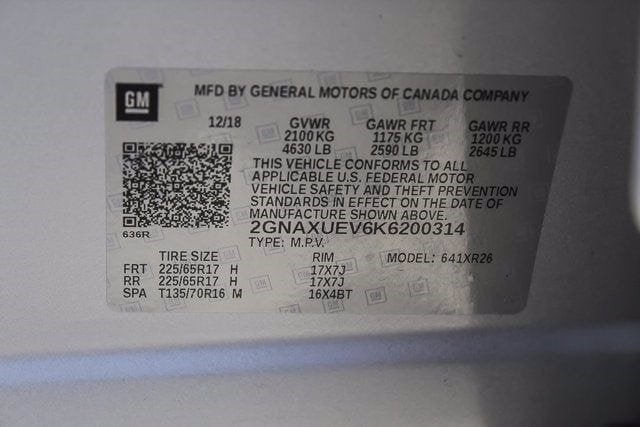 GM
MFD BY GENERAL MOTORS OF CANADA COMPANY
12/18 GVWR GAWR FRT GAWR RR
2100 KG 1175 KG 1200 KG
4630 LB 2590 LB 2645 LB
THIS VEHICLE CONFORMS TO ALL
APPLICABLE U.S. FEDERAL MOTOR
VEHICLE SAFETY AND THEFT PREVENTION
STANDARDS IN EFFECT ON THE DATE OF
MANUFACTURE SHOWN ABOVE.
636R
2GNAXUEV6K6200314
TYPE: M.P.V.
TIRE SIZE RIM MODEL: 641XR26
FRT 225/65R17 H 17X7J
RR 225/65R17 H 17X7J
SPA T135/70R16 M 16X4BT